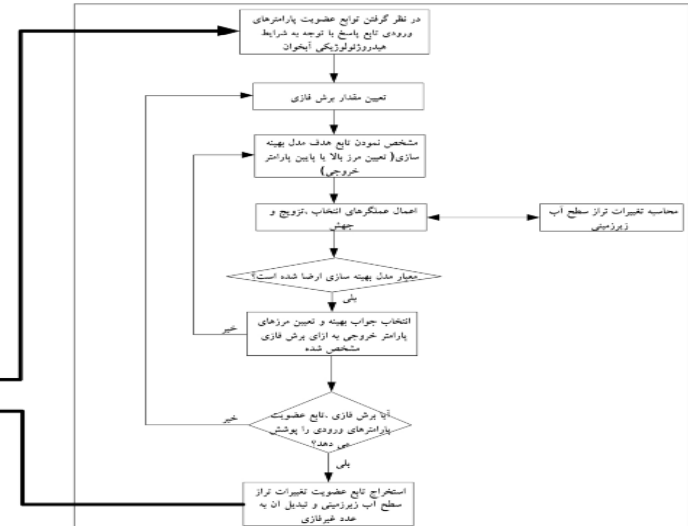 در نظر گرفتن توابع عضویت پارامترهای
ورودی تابع پاسخ با توجه به شرایط
هیدروژئولوژیکی آبخوان
تعیین مقدار برش فازی
مشخص نمودن تابع هدف مدل بهینه
سازی( تعیین مرز بالا یا پایین پارامتر
خروجی)
اعمال عملگرهای انتخاب ،تزویج و
جهش
محاسبه تغییرات تراز سطح آب
زیرزمینی
معیار مدل بهینه سازی ارضا شده است؟
بلی
انتخاب جواب بهینه و تعیین مرزهای
پارامتر خروجی به ازای برش فازی
مشخص شده
خیر
آیا برش فازی ،تابع عضویت
پارامترهای ورودی را پوشش
می دهد؟
خیر
بلی
استخراج تابع عضویت تغییرات تراز
سطح اب زیرزمینی و تبدیل ان به
عدد غیرفازی